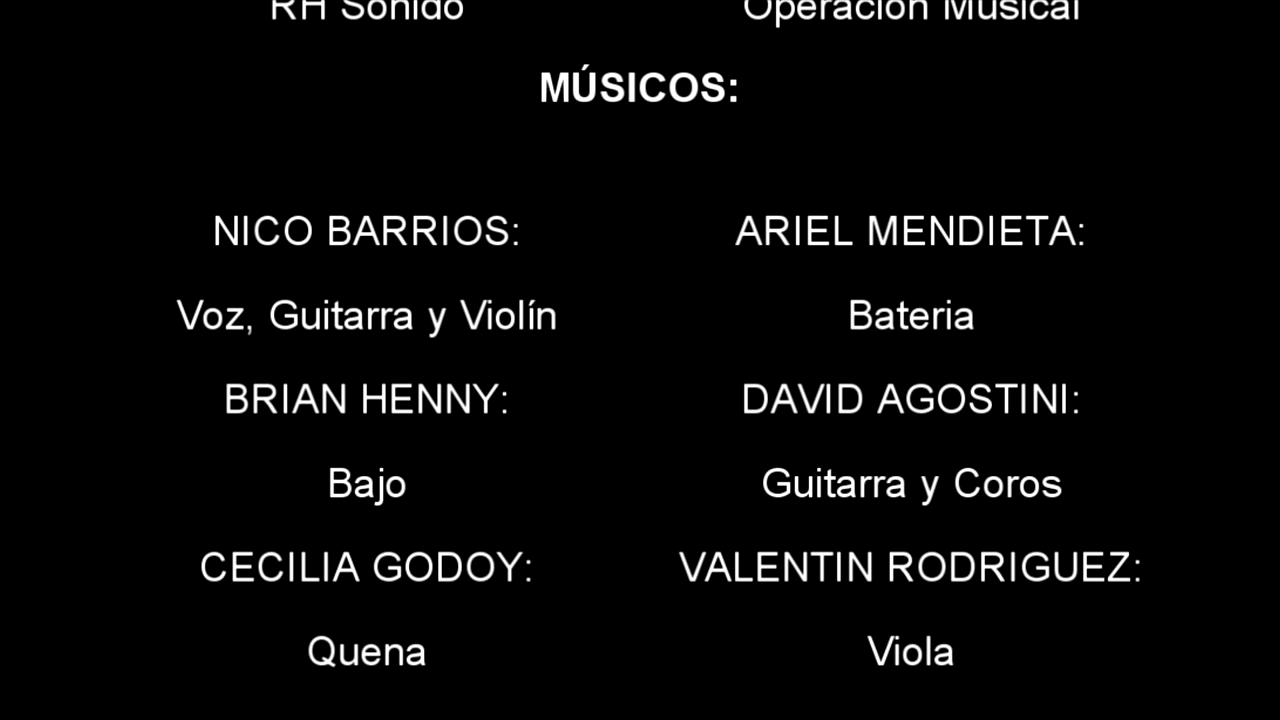 RH Sonido Operación Musical
MÚSICOS:
NICO BARRIOS: ARIEL MENDIETA:
Voz, Guitarra y Violín Bateria
BRIAN HENNY: DAVID AGOSTINI:
Bajo Guitarra y Coros
CECILIA GODOY: VALENTIN RODRIGUEZ:
Quena Viola